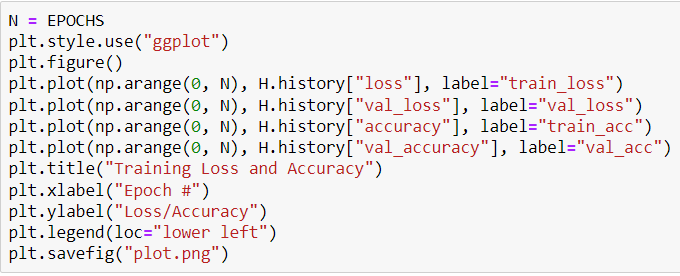 N = EPOCHS
plt.style.use("ggplot")
plt.figure()
plt.plot(np.arange(0, N), H.history["loss"], label="train_loss")
plt.plot(np.arange(0, N), H.history["val_loss"], label="val_loss")
plt.plot(np.arange(0, N), H.history["accuracy"], label="train_acc")
plt.plot(np.arange(0, N), H.history["val_accuracy"], label="val_acc")
plt.title("Training Loss and Accuracy")
plt.xlabel("Epoch #")
plt.ylabel("Loss/Accuracy")
plt.legend(loc="lower left")
plt.savefig("plot.png")